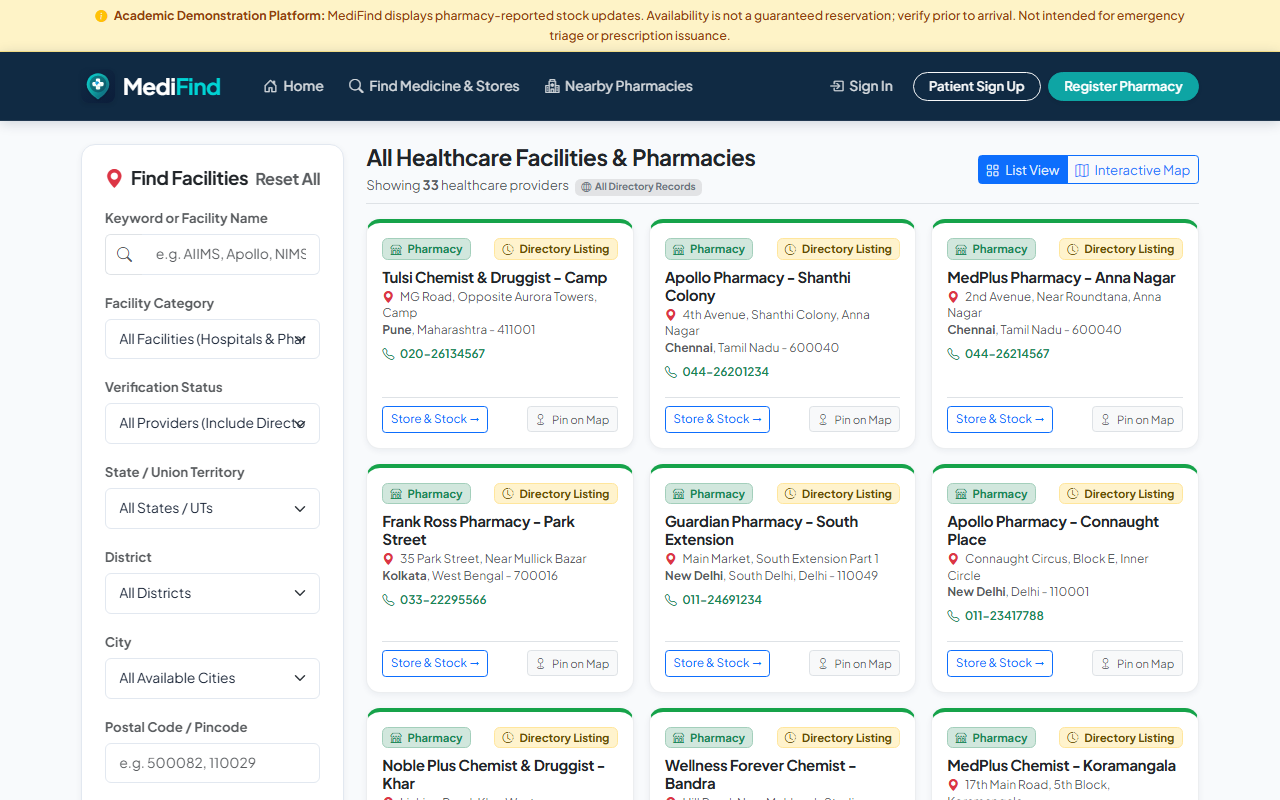 Academic Demonstration Platform: MediFind displays pharmacy-reported stock updates. Availability is not a guaranteed reservation; verify prior to arrival. Not intended for emergency
triage or prescription issuance.
MediFind
Home
Find Medicine & Stores
Nearby Pharmacies
Sign In
Patient Sign Up
Register Pharmacy
Find Facilities
Reset All
Keyword or Facility Name
e.g. AIIMS, Apollo, NIMS
Facility Category
All Facilities (Hospitals & Phar
Verification Status
All Providers (Include Directo
State / Union Territory
All States / UTs
District
All Districts
City
All Available Cities
Postal Code / Pincode
e.g. 500082, 110029
All Healthcare Facilities & Pharmacies
Showing 33 healthcare providers
All Directory Records
List View
Interactive Map
Pharmacy
Directory Listing
Tulsi Chemist & Druggist - Camp
MG Road, Opposite Aurora Towers,
Camp
Pune, Maharashtra - 411001
020-26134567
Store & Stock →
Pin on Map
Pharmacy
Directory Listing
Apollo Pharmacy - Shanthi
Colony
4th Avenue, Shanthi Colony, Anna
Nagar
Chennai, Tamil Nadu - 600040
044-26201234
Store & Stock →
Pin on Map
Pharmacy
Directory Listing
MedPlus Pharmacy - Anna Nagar
2nd Avenue, Near Roundtana, Anna
Nagar
Chennai, Tamil Nadu - 600040
044-26214567
Store & Stock →
Pin on Map
Pharmacy
Directory Listing
Frank Ross Pharmacy - Park
Street
35 Park Street, Near Mullick Bazar
Kolkata, West Bengal - 700016
033-22295566
Store & Stock →
Pin on Map
Pharmacy
Directory Listing
Guardian Pharmacy - South
Extension
Main Market, South Extension Part 1
New Delhi, South Delhi, Delhi - 110049
011-24691234
Store & Stock →
Pin on Map
Pharmacy
Directory Listing
Apollo Pharmacy - Connaught
Place
Connaught Circus, Block E, Inner
Circle
New Delhi, Delhi - 110001
011-23417788
Store & Stock →
Pin on Map
Pharmacy
Directory Listing
Noble Plus Chemist & Druggist -
Khar
Pharmacy
Directory Listing
Wellness Forever Chemist -
Bandra
Pharmacy
Directory Listing
MedPlus Chemist - Koramangala
17th Main Road, 5th Block,